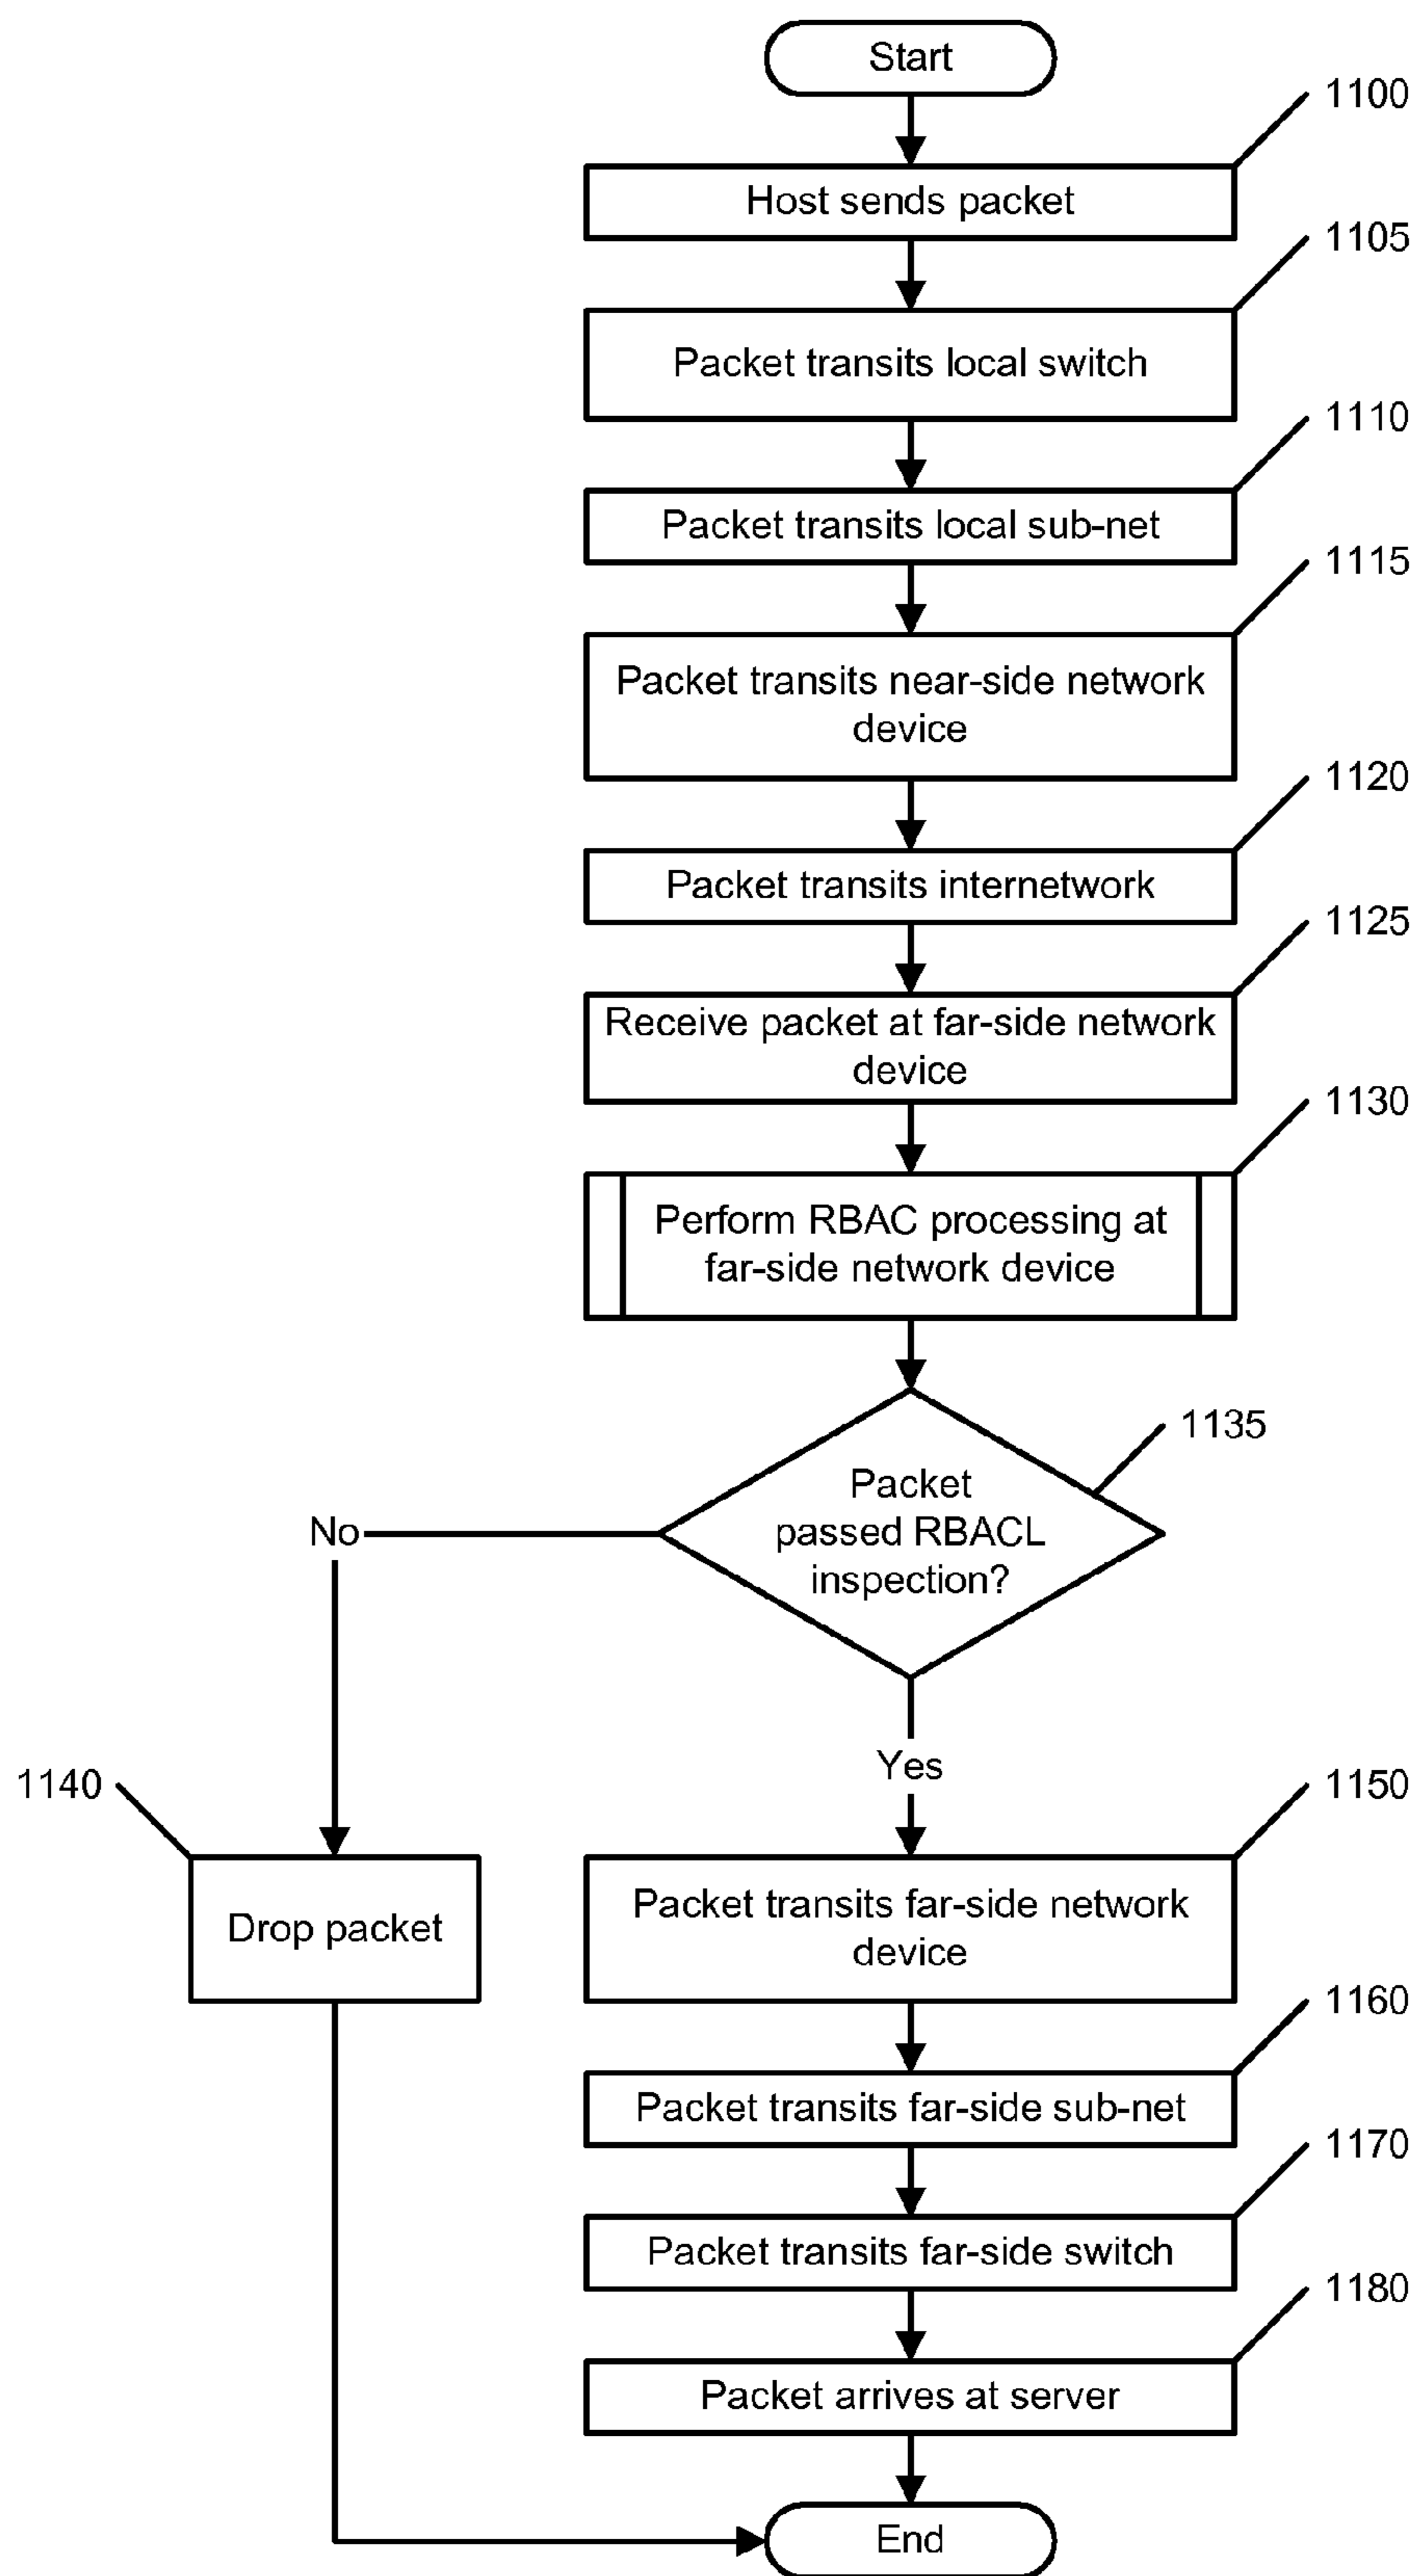 Start
1100
Host sends packet
1105
Packet transits local switch
1110
Packet transits local sub-net
1115
Packet transits near-side network
device
1120
Packet transits internetwork
1125
Receive packet at far-side network
device
1130
Perform RBAC processing at
far-side network device
1135
Packet
passed RBACL
inspection?
No
Yes
1140
Drop packet
1150
Packet transits far-side network
device
1160
Packet transits far-side sub-net
1170
Packet transits far-side switch
1180
Packet arrives at server
End